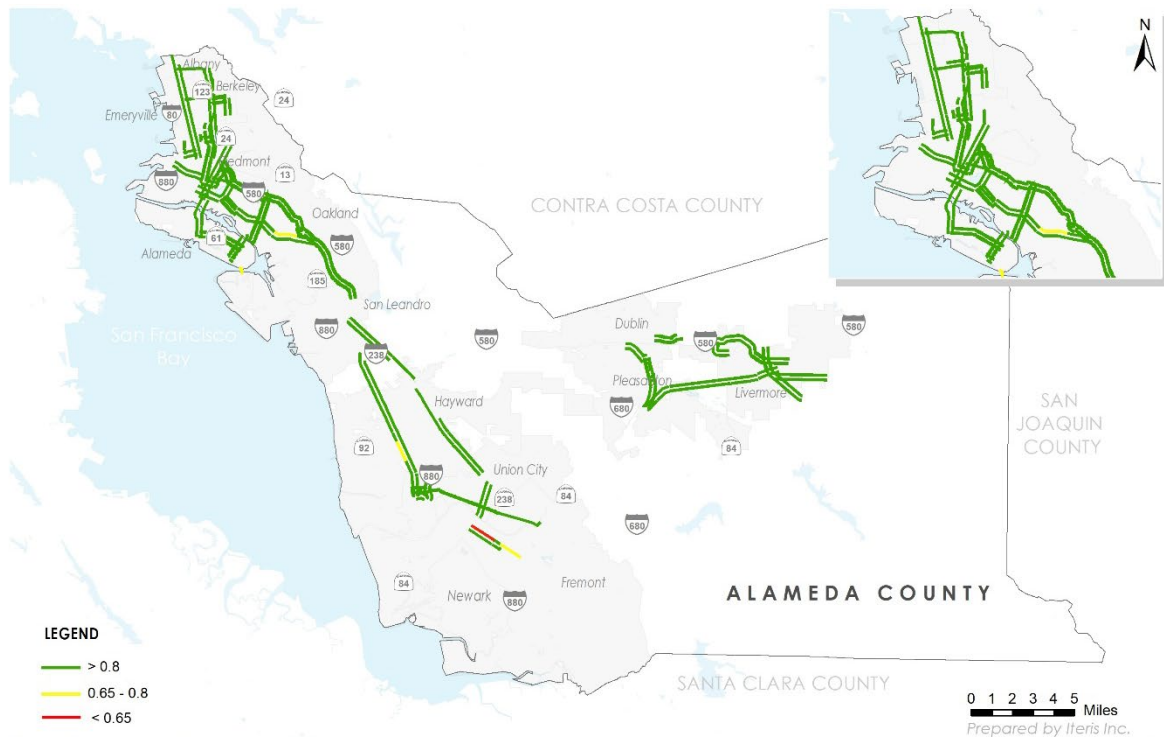 N
Albany
123
Berkeley
24
Emeryville
80
24
Piedmont
880
13
580
Oakland
CONTRA COSTA COUNTY
61
580
Alameda
185
San Leandro
880
San Francisco
Bay
238
580
Dublin
580
580
Pleasanton
Livermore
680
Hayward
SAN
JOAQUIN
COUNTY
92
84
Union City
880
238
84
680
84
Newark
880
Fremont
ALAMEDA COUNTY
LEGEND
> 0.8
0.65 - 0.8
< 0.65
SANTA CLARA COUNTY
0 1 2 3 4 5
Miles
Prepared by Iteris Inc.